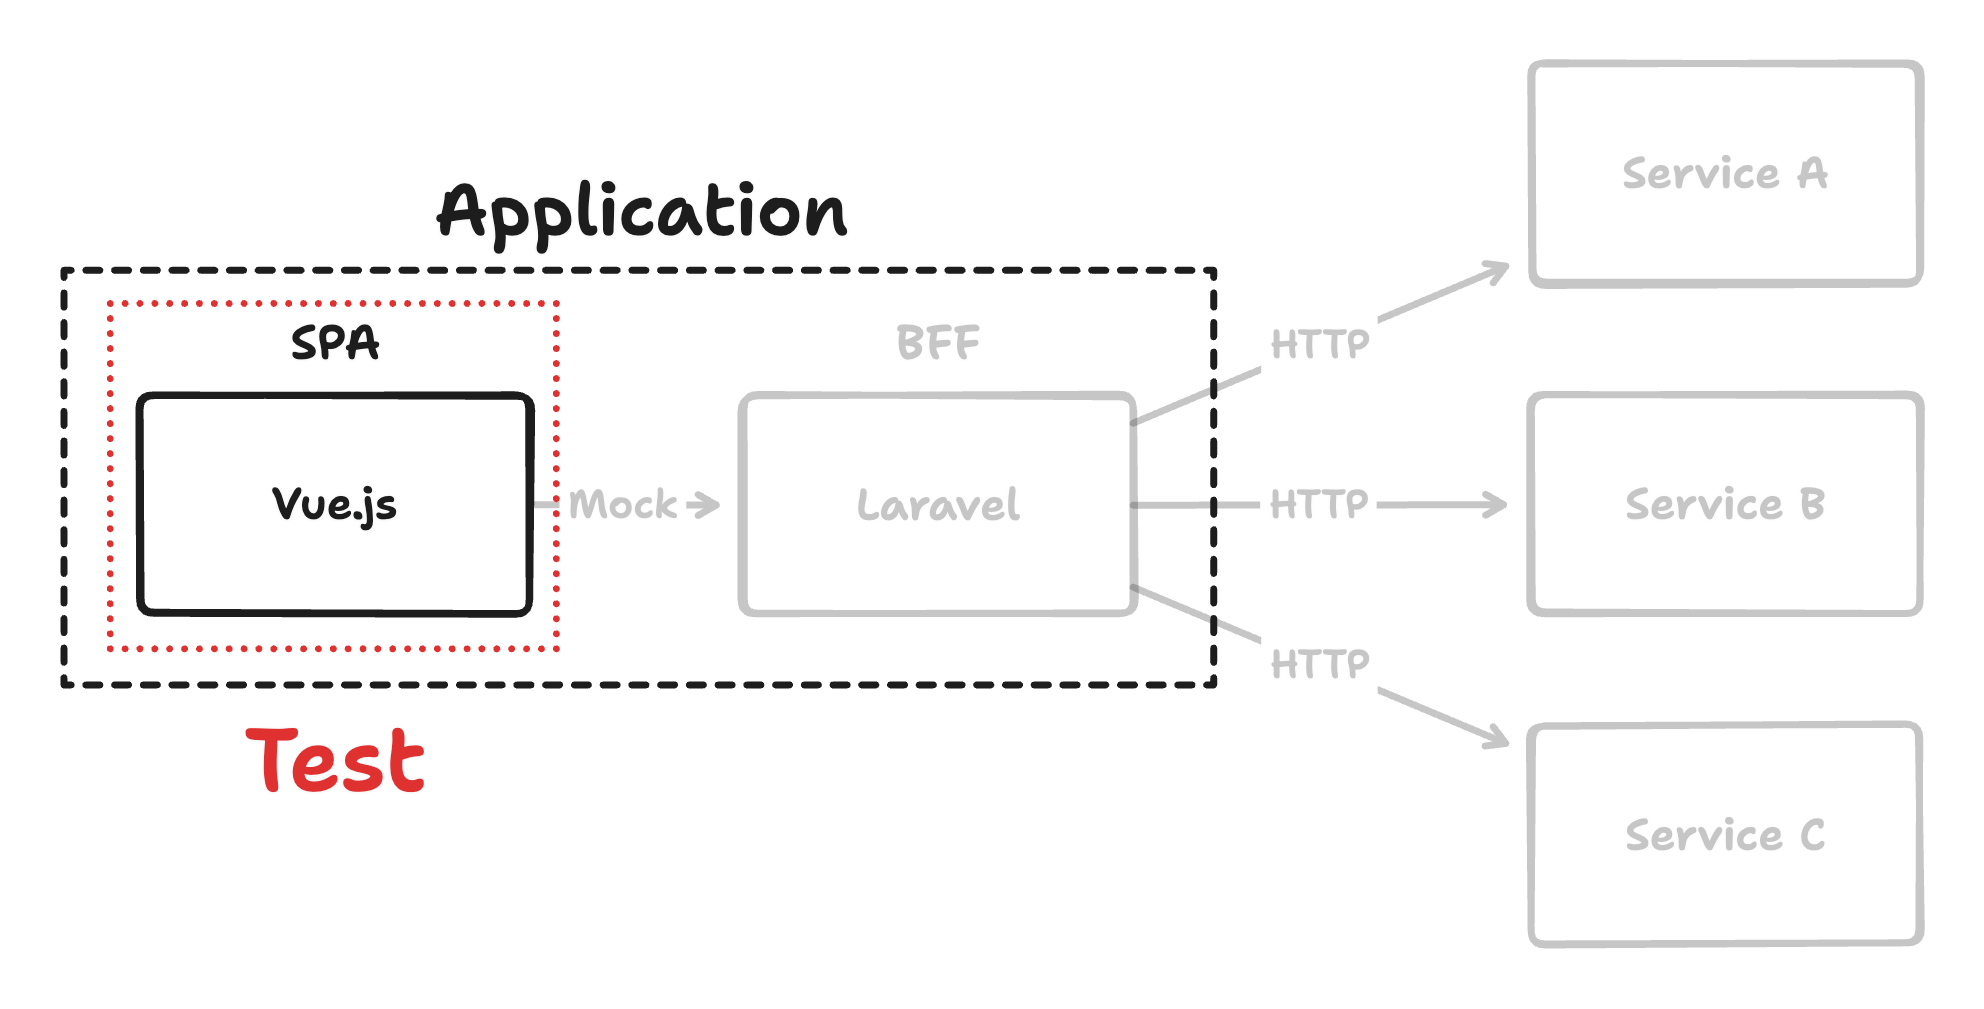 Application
SPA
Vue.js
Mock
BFF
Laravel
HTTP
HTTP
HTTP
Service A
Service B
Service C
Test